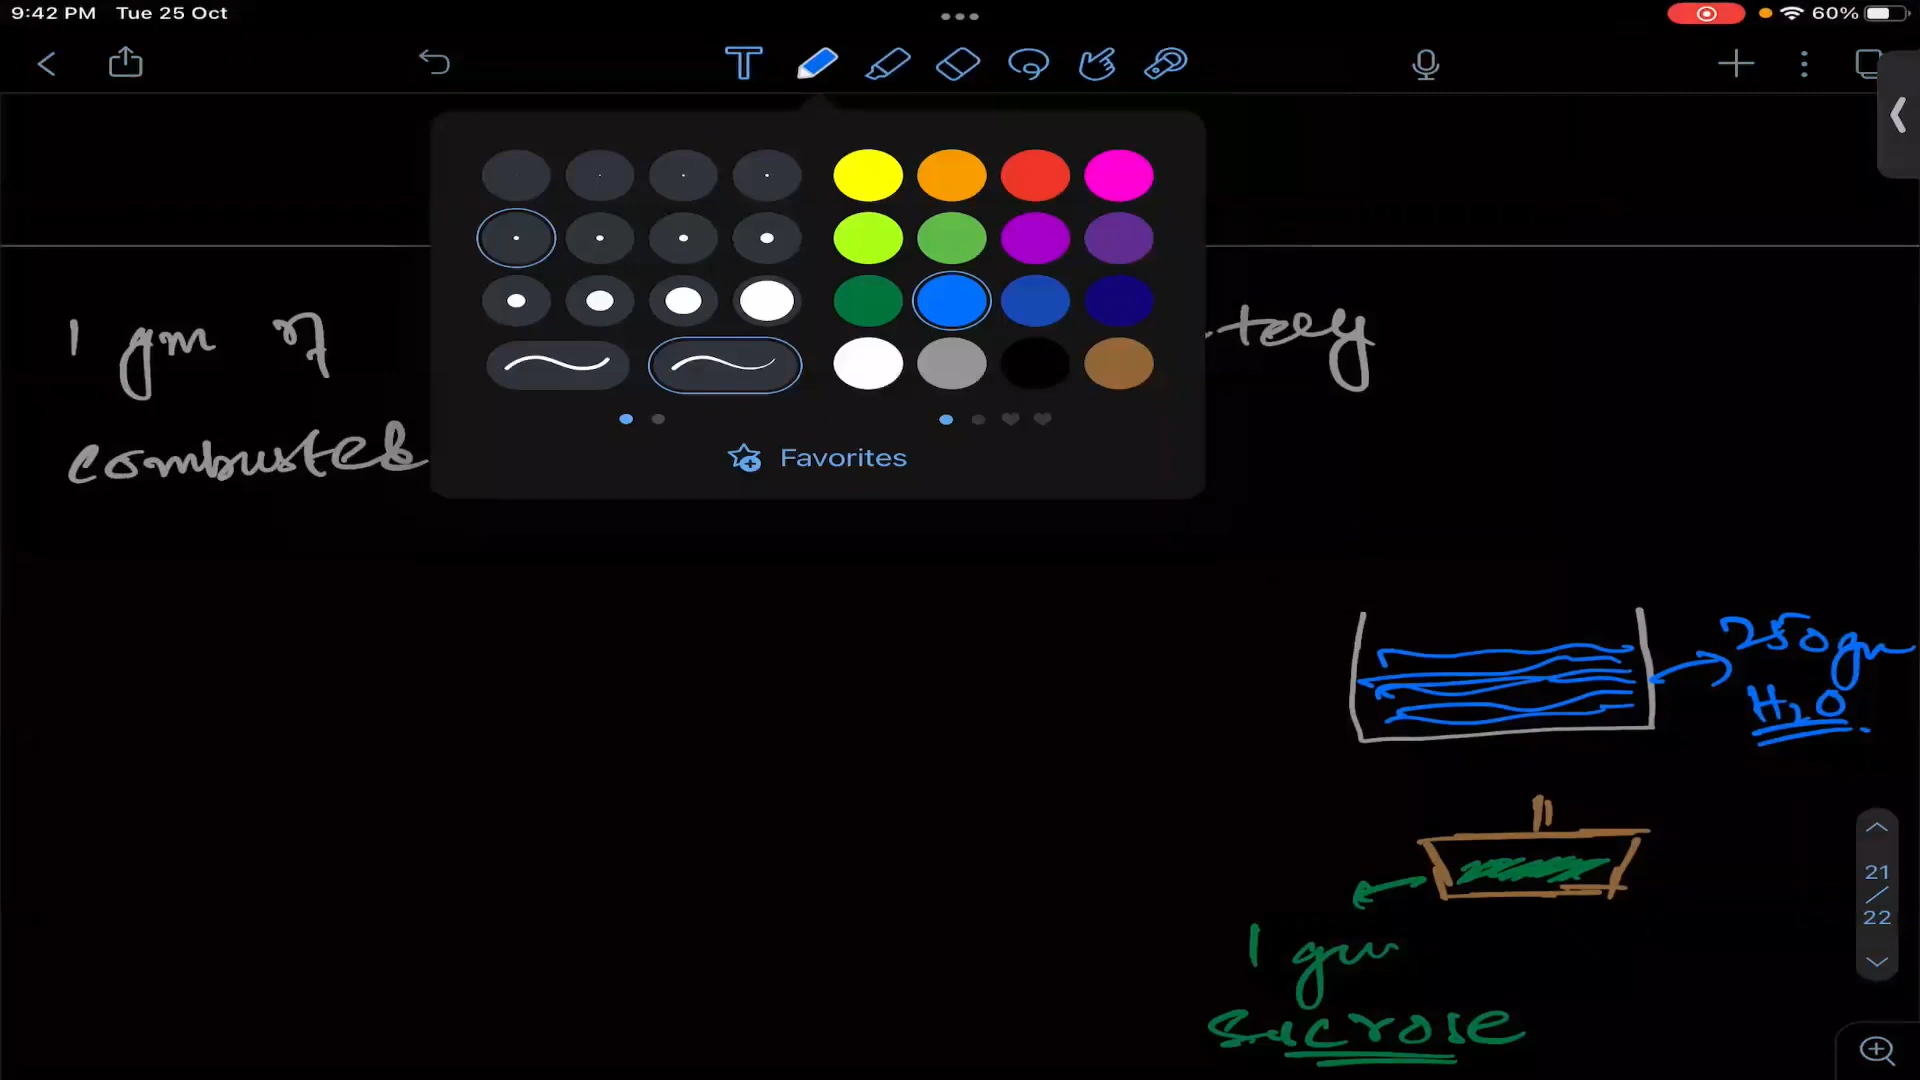 9:42 PM Tue 25 Oct
60%
T
Favorites
1 gm of
tely
combusted
250 gm
H2O
1 gm
sucrose
21
/
22